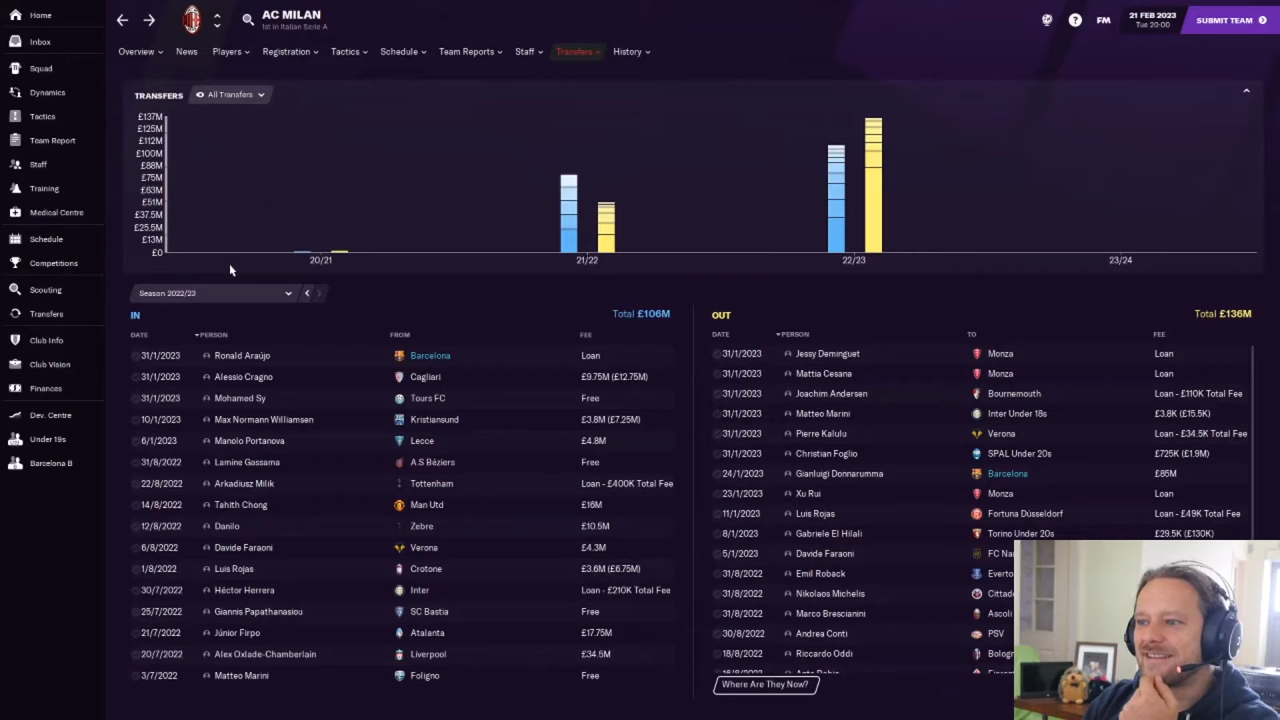 Home
AC MILAN
1st in Italian Serie A
FM
21 FEB 2023
Tue 20:00
SUBMIT TEAM
Inbox
Overview
News
Players
Registration
Tactics
Schedule
Team Reports
Staff
Transfers
History
Squad
Dynamics
Tactics
Team Report
Staff
Training
Medical Centre
Schedule
Competitions
Scouting
Transfers
Club Info
Club Vision
Finances
Dev. Centre
Under 19s
Barcelona B
TRANSFERS
All Transfers
£137M
£125M
£112M
£100M
£88M
£75M
£63M
£51M
£37.5M
£25.5M
£13M
£0
20/21
21/22
22/23
23/24
Season 2022/23
IN
Total £106M
DATE PERSON FROM FEE
31/1/2023 Ronald Araújo Barcelona Loan
31/1/2023 Alessio Cragno Cagliari £9.75M (£12.75M)
31/1/2023 Mohamed Sy Tours FC Free
10/1/2023 Max Normann Williamsen Kristiansund £3.8M (£7.25M)
6/1/2023 Manolo Portanova Lecce £4.8M
31/8/2022 Lamine Gassama A.S Béziers Free
22/8/2022 Arkadiusz Milik Tottenham Loan - £400K Total Fee
14/8/2022 Tahith Chong Man Utd £16M
12/8/2022 Danilo Zebre £10.5M
6/8/2022 Davide Faraoni Verona £4.3M
1/8/2022 Luis Rojas Crotone £3.6M (£6.75M)
30/7/2022 Héctor Herrera Inter Loan - £210K Total Fee
25/7/2022 Giannis Papathanasiou SC Bastia Free
21/7/2022 Júnior Firpo Atalanta £17.75M
20/7/2022 Alex Oxlade-Chamberlain Liverpool £34.5M
3/7/2022 Matteo Marini Foligno Free
OUT
Total £136M
DATE PERSON TO FEE
31/1/2023 Jessy Deminguet Monza Loan
31/1/2023 Mattia Cesana Monza Loan
31/1/2023 Joachim Andersen Bournemouth Loan - £110K Total Fee
31/1/2023 Matteo Marini Inter Under 18s £3.8K (£15.5K)
31/1/2023 Pierre Kalulu Verona Loan - £34.5K Total Fee
31/1/2023 Christian Foglio SPAL Under 20s £725K (£1.9M)
24/1/2023 Gianluigi Donnarumma Barcelona £85M
23/1/2023 Xu Rui Monza Loan
11/1/2023 Luis Rojas Fortuna Düsseldorf Loan - £49K Total Fee
8/1/2023 Gabriele El Hilali Torino Under 20s £29.5K (£130K)
5/1/2023 Davide Faraoni FC Na
31/8/2022 Emil Roback Everto
31/8/2022 Nikolaos Michelis Cittade
31/8/2022 Marco Brescianini Ascoli
30/8/2022 Andrea Conti PSV
18/8/2022 Riccardo Oddi Bologn
Where Are They Now?